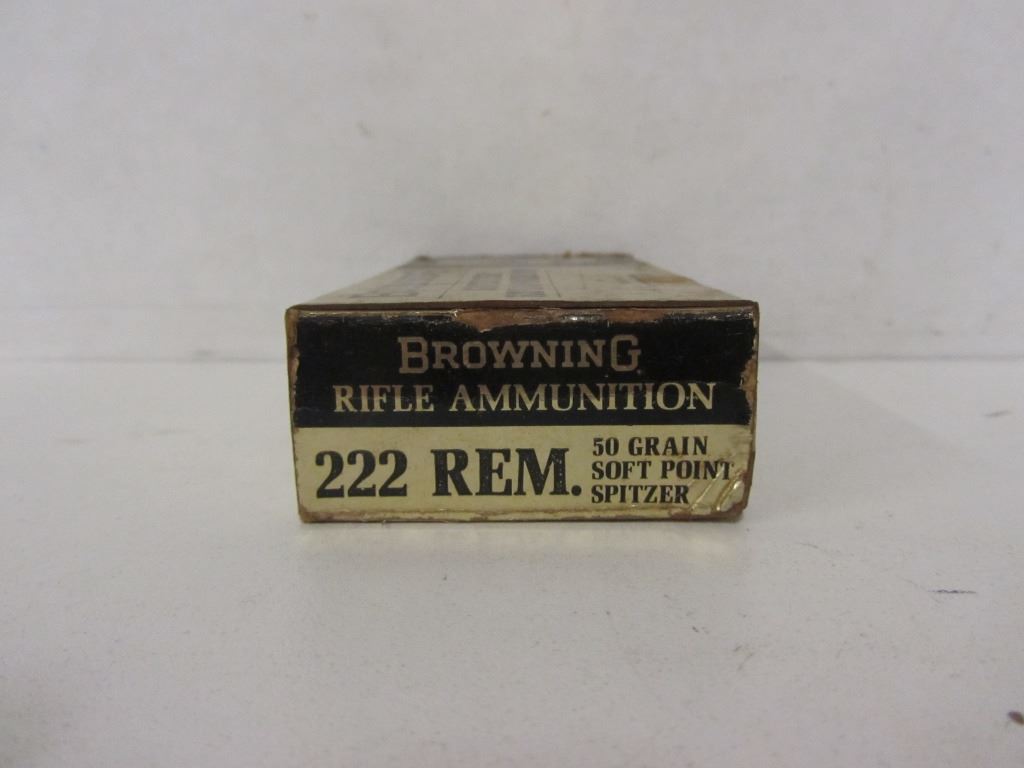 BROWNING
RIFLE AMMUNITION
222 REM.
50 GRAIN
SOFT POINT
SPITZER